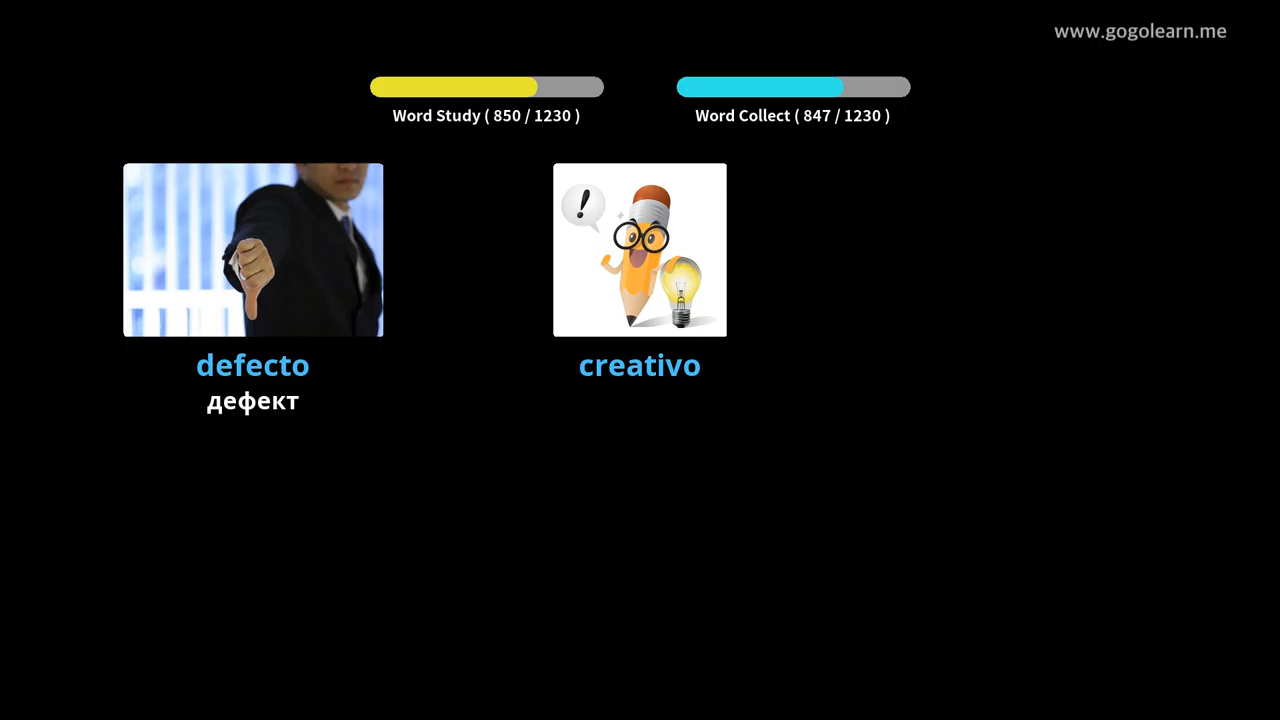 www.gogolearn.me
Word Study ( 850 / 1230 )
Word Collect ( 847 / 1230 )
!
defecto
creativo
дефект